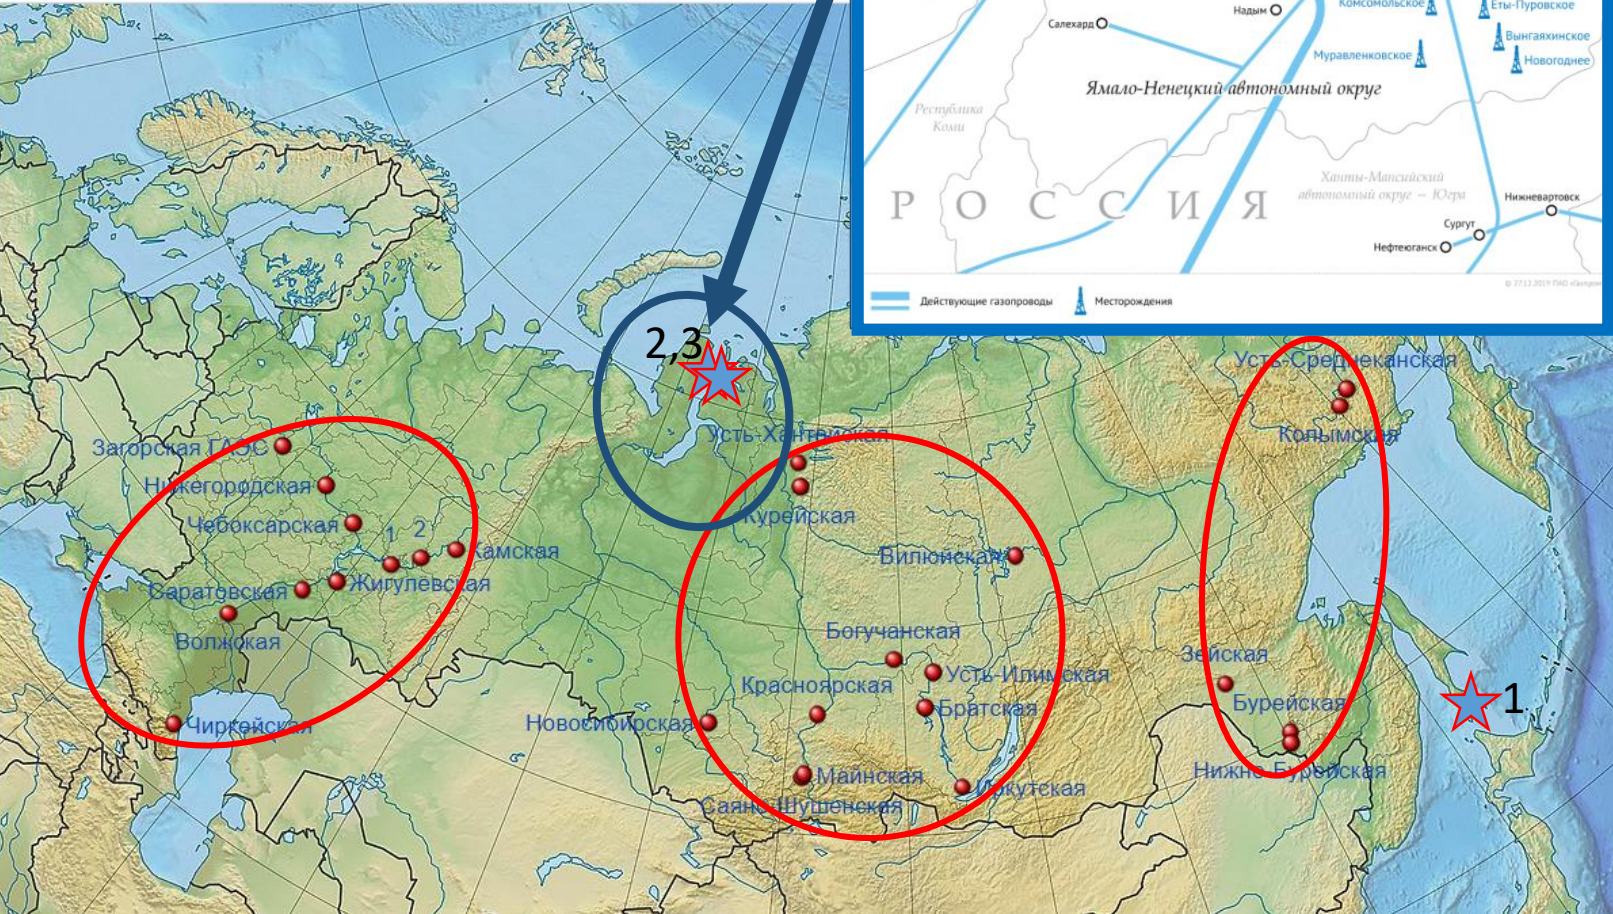 Комсомольское
Еты-Пуровское
Надым
Салехард
Вынгаяхинское
Муравленковское
Новогоднее
Ямало-Ненецкий автономный округ
Республика
Коми
Ханты-Мансийский
автономный округ – Югра
РОССИЯ
Нижневартовск
Сургут
Нефтеюганск
Действующие газопроводы
Месторождения
2,3
Усть-Среднеканская
Колымская
Усть-Хантайская
Загорская ГАЭС
Нижегородская
Курейская
Чебоксарская
1
2
Камская
Вилюйская
Саратовская
Жигулевская
Волжская
Богучанская
Зейская
Усть-Илимская
Красноярская
1
Бурейская
Братская
Новосибирская
Чиркейская
Нижне-Бурейская
Майнская
Иркутская
Саяно-Шушенская